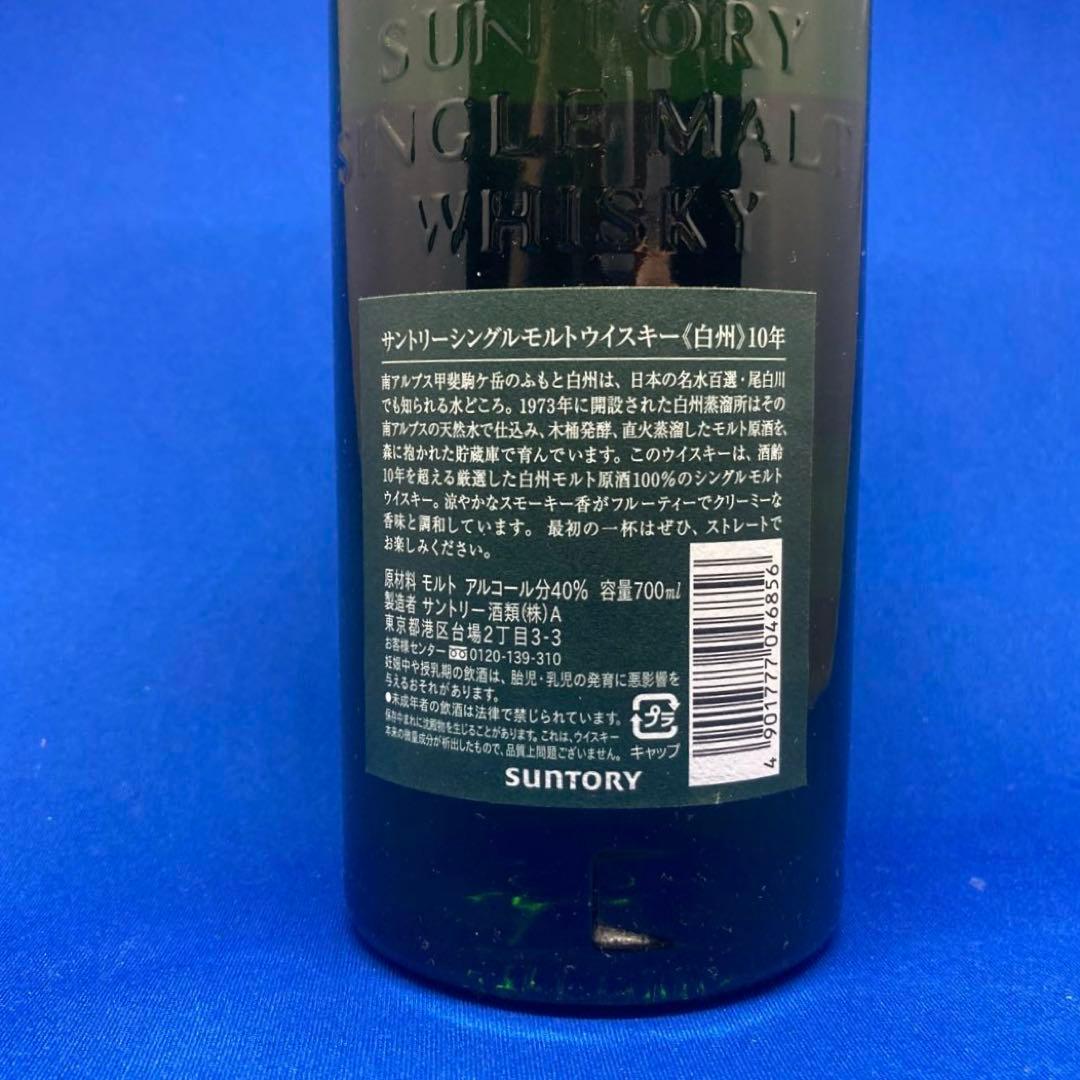 SUNTORY
SINGLE MALT
WHISKY
サントリーシングルモルトウイスキー《白州》10年
南アルプス甲斐駒ケ岳のふもと白州は、日本の名水百選・尾白川
でも知られる水どころ。1973年に開設された白州蒸溜所はその
南アルプスの天然水で仕込み、木桶発酵、直火蒸溜したモルト原酒を、
森に抱かれた貯蔵庫で育んでいます。このウイスキーは、酒齢
10年を超える厳選した白州モルト原酒100%のシングルモルト
ウイスキー。涼やかなスモーキー香がフルーティーでクリーミーな
香味と調和しています。最初の一杯はぜひ、ストレートで
お楽しみください。
原材料 モルト アルコール分40% 容量700ml
製造者 サントリー酒類(株)A
東京都港区台場2丁目3-3
お客様センター 0120-139-310
妊娠中や授乳期の飲酒は、胎児・乳児の発育に悪影響を
与えるおそれがあります。
●未成年者の飲酒は法律で禁じられています。
保存中まれに沈殿物を生じることがあります。これは、ウイスキー
本来の微量成分が析出したもので、品質上問題ございません。
プラ
キャップ
4901777046856
SUNTORY